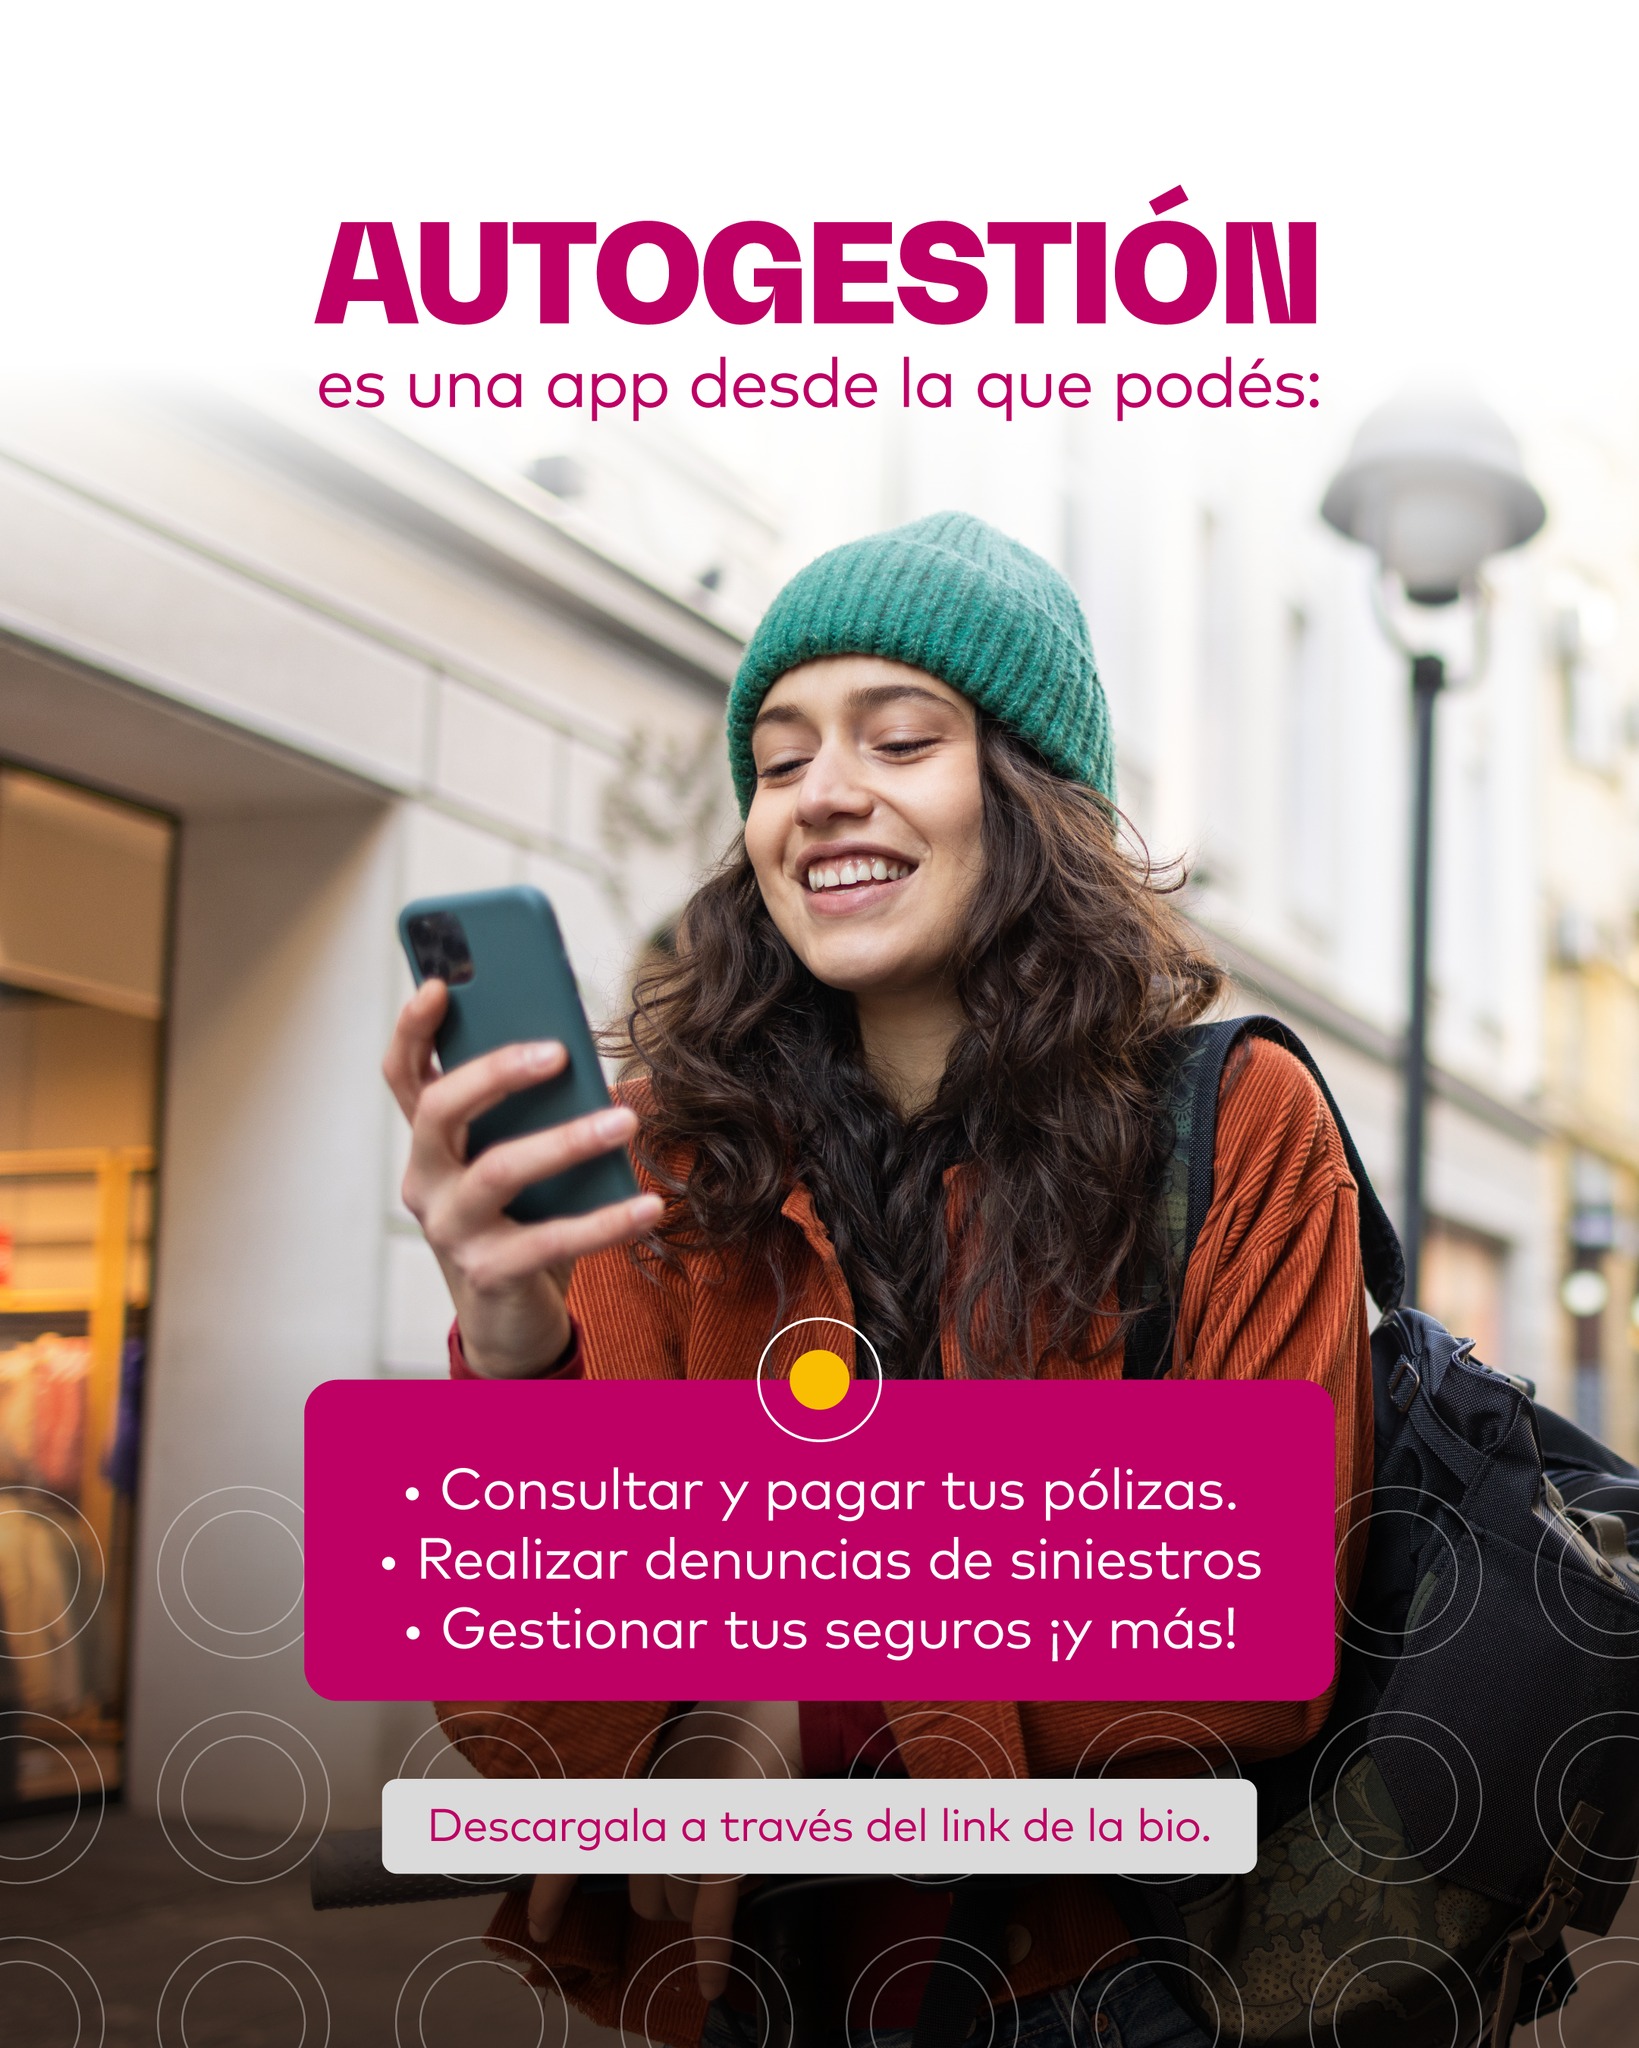 AUTOGESTIÓN
es una app desde la que podés:
• Consultar y pagar tus pólizas.
• Realizar denuncias de siniestros
• Gestionar tus seguros ¡y más!
Descargala a través del link de la bio.